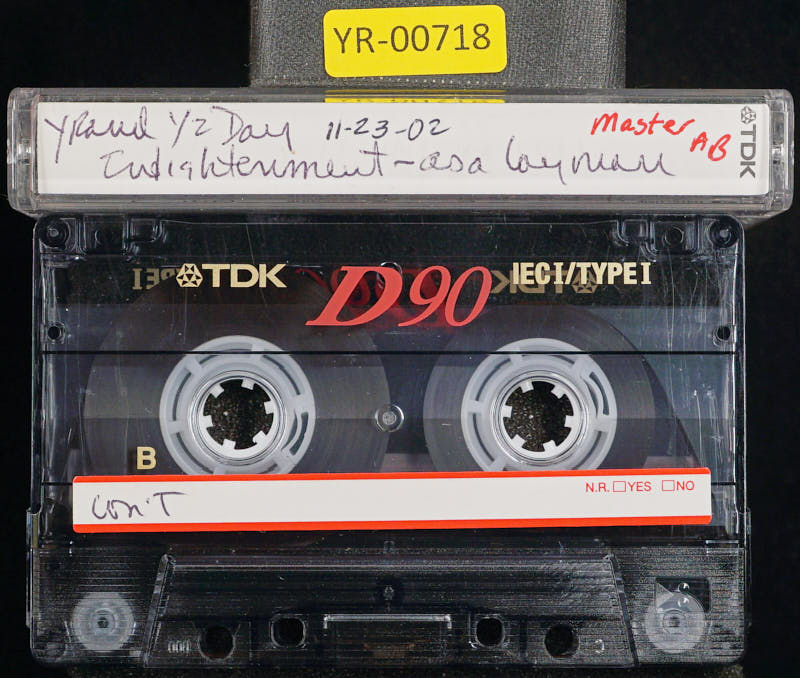 YR-00718
Yrand 1/2 Day 11-23-02 Master AB
Enlightenment - as a layman
TDK
TDK D90 IECI/TYPE I
B
N.R. YES NO
con't